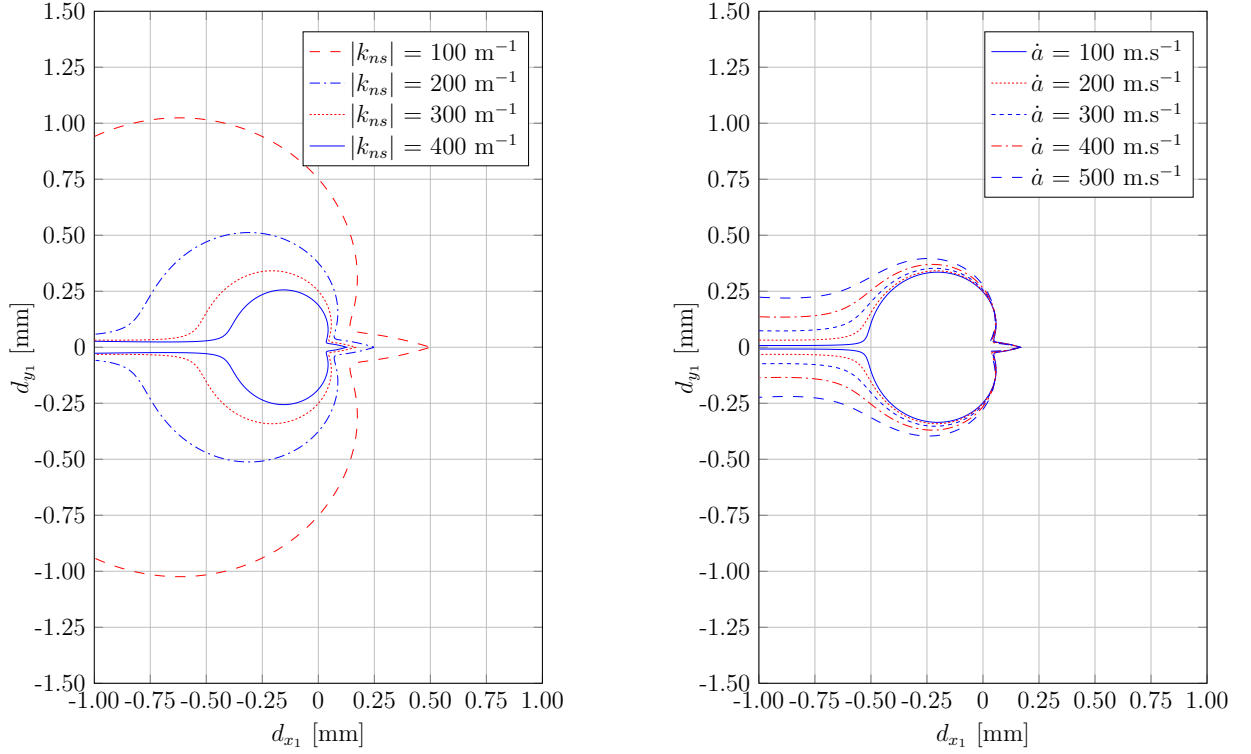 1.50
1.25
1.00
0.75
0.50
0.25
0
-0.25
-0.50
-0.75
-1.00
-1.25
-1.50
d_{y_1} [mm]
-1.00 -0.75 -0.50 -0.25 0 0.25 0.50 0.75 1.00
d_{x_1} [mm]
|k_{ns}| = 100 m⁻¹
|k_{ns}| = 200 m⁻¹
|k_{ns}| = 300 m⁻¹
|k_{ns}| = 400 m⁻¹
1.50
1.25
1.00
0.75
0.50
0.25
0
-0.25
-0.50
-0.75
-1.00
-1.25
-1.50
d_{y_1} [mm]
-1.00 -0.75 -0.50 -0.25 0 0.25 0.50 0.75 1.00
d_{x_1} [mm]
ȧ = 100 m.s⁻¹
ȧ = 200 m.s⁻¹
ȧ = 300 m.s⁻¹
ȧ = 400 m.s⁻¹
ȧ = 500 m.s⁻¹